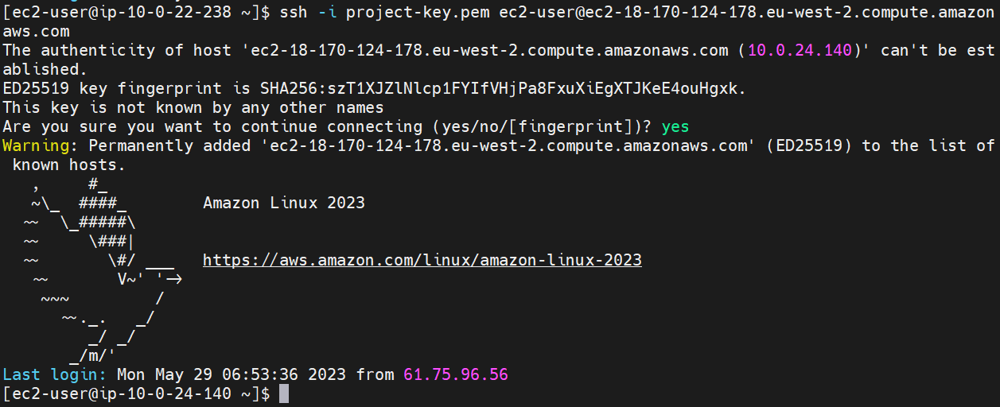 [ec2-user@ip-10-0-22-238 ~]$ ssh -i project-key.pem ec2-user@ec2-18-170-124-178.eu-west-2.compute.amazon
aws.com
The authenticity of host 'ec2-18-170-124-178.eu-west-2.compute.amazonaws.com (10.0.24.140)' can't be est
ablished.
ED25519 key fingerprint is SHA256:szT1XJZlNlcp1FYIfVHjPa8FxuXiEgXTJKeE4ouHgxk.
This key is not known by any other names
Are you sure you want to continue connecting (yes/no/[fingerprint])? yes
Warning: Permanently added 'ec2-18-170-124-178.eu-west-2.compute.amazonaws.com' (ED25519) to the list of
 known hosts.
   ,     #_
   ~\_  ####_        Amazon Linux 2023
  ~~  \_#####\
  ~~     \###|
  ~~       \#/ ___   https://aws.amazon.com/linux/amazon-linux-2023
   ~~       V~' '->
    ~~~         /
      ~~._.   _/
         _/ _/
       _/m/'
Last login: Mon May 29 06:53:36 2023 from 61.75.96.56
[ec2-user@ip-10-0-24-140 ~]$